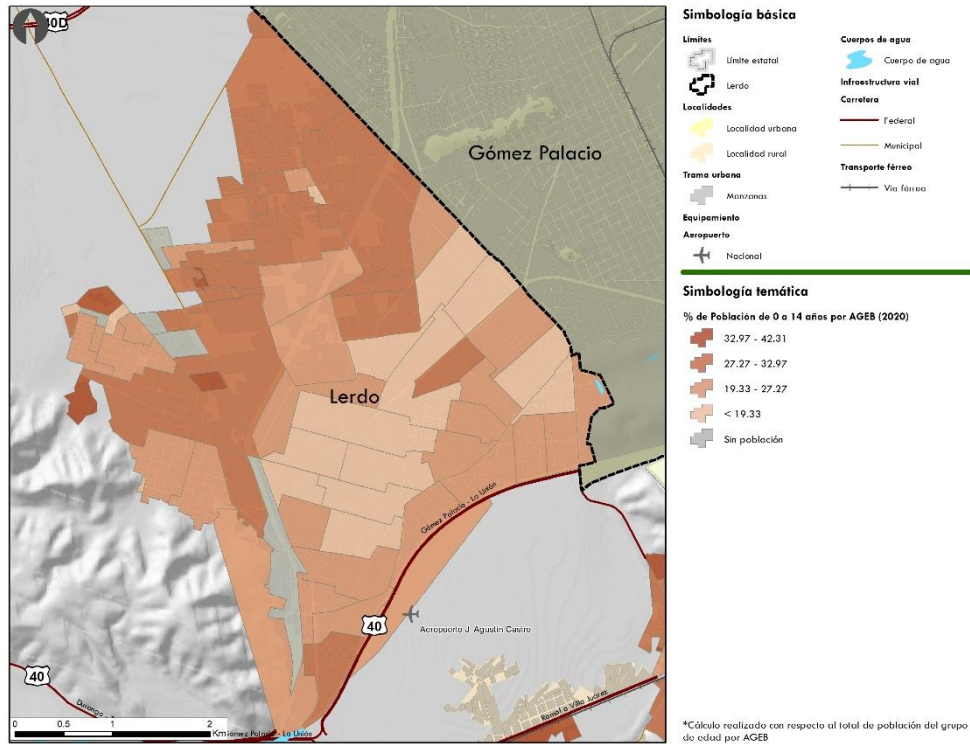 40D
Gómez Palacio
Lerdo
Gómez Palacio - La Unión
40
Aeropuerto J. Agustín Castro
40
Durango -
Ramal a Villa Juárez
0 0.5 1 2
Km
Gómez Palacio - La Unión
Simbología básica
Límites
Límite estatal
Lerdo
Localidades
Localidad urbana
Localidad rural
Trama urbana
Manzanas
Equipamiento
Aeropuerto
Nacional
Cuerpos de agua
Cuerpo de agua
Infraestructura vial
Carretera
Federal
Municipal
Transporte férreo
Vía férrea
Simbología temática
% de Población de 0 a 14 años por AGEB (2020)
32.97 - 42.31
27.27 - 32.97
19.33 - 27.27
< 19.33
Sin población
*Cálculo realizado con respecto al total de población del grupo
de edad por AGEB